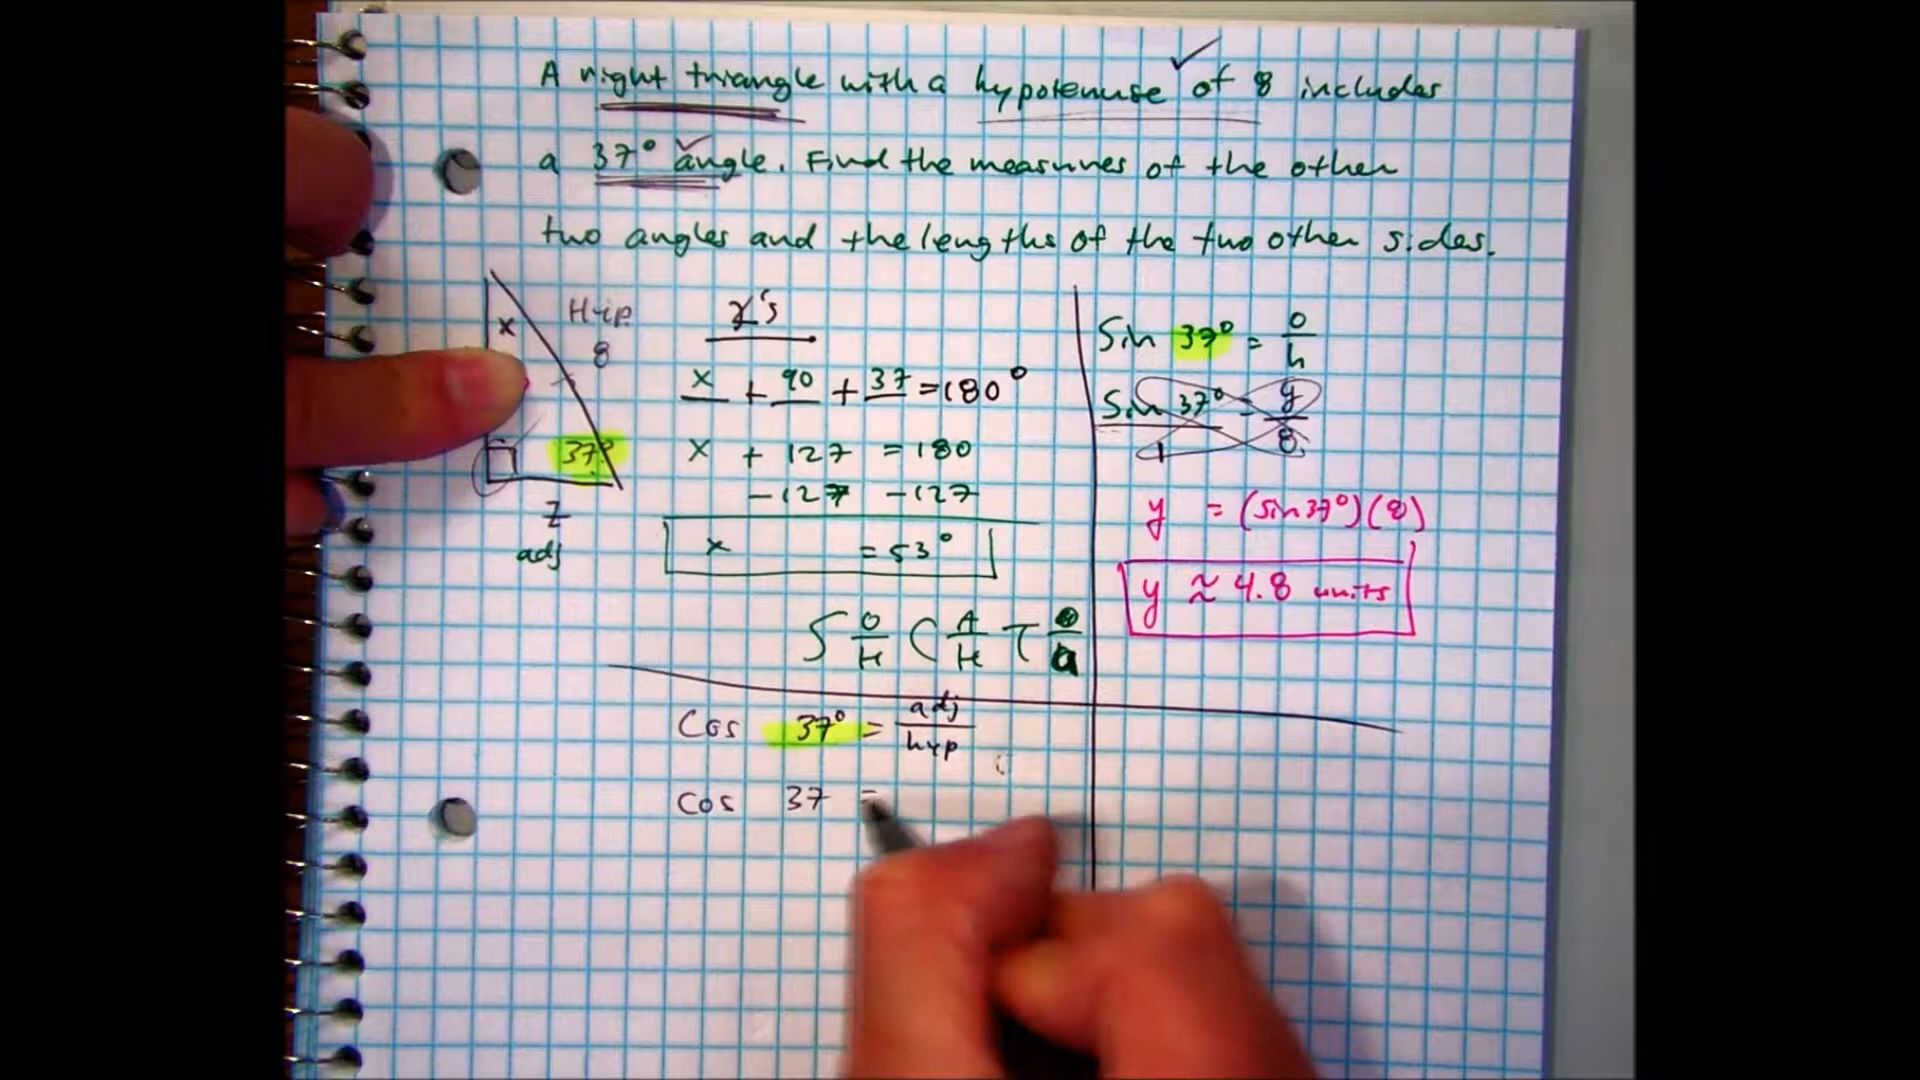 A right triangle with a hypotenuse of 8 includes
a 37° angle. Find the measures of the other
two angles and the lengths of the two other sides.
x
Hyp.
8
37°
z
adj
∡'s
x + 90 + 37 = 180°
x + 127 = 180
-127 -127
x = 53°
S O/H C A/H T O/a
Sin 37° = o/h
Sin 37°/1 = y/8
y = (sin 37°)(8)
y ≈ 4.8 units
Cos 37° = adj/hyp
Cos 37 =